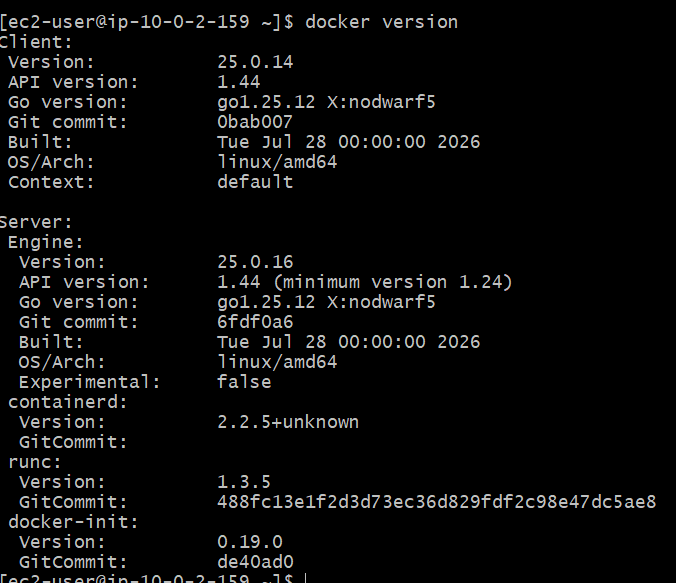 [ec2-user@ip-10-0-2-159 ~]$ docker version
Client:
 Version:           25.0.14
 API version:       1.44
 Go version:        go1.25.12 X:nodwarf5
 Git commit:        0bab007
 Built:             Tue Jul 28 00:00:00 2026
 OS/Arch:           linux/amd64
 Context:           default

Server:
 Engine:
  Version:          25.0.16
  API version:      1.44 (minimum version 1.24)
  Go version:       go1.25.12 X:nodwarf5
  Git commit:       6fdf0a6
  Built:            Tue Jul 28 00:00:00 2026
  OS/Arch:          linux/amd64
  Experimental:     false
 containerd:
  Version:          2.2.5+unknown
  GitCommit:
 runc:
  Version:          1.3.5
  GitCommit:        488fc13e1f2d3d73ec36d829fdf2c98e47dc5ae8
 docker-init:
  Version:          0.19.0
  GitCommit:        de40ad0
[ec2-user@ip-10-0-2-159 ~]$